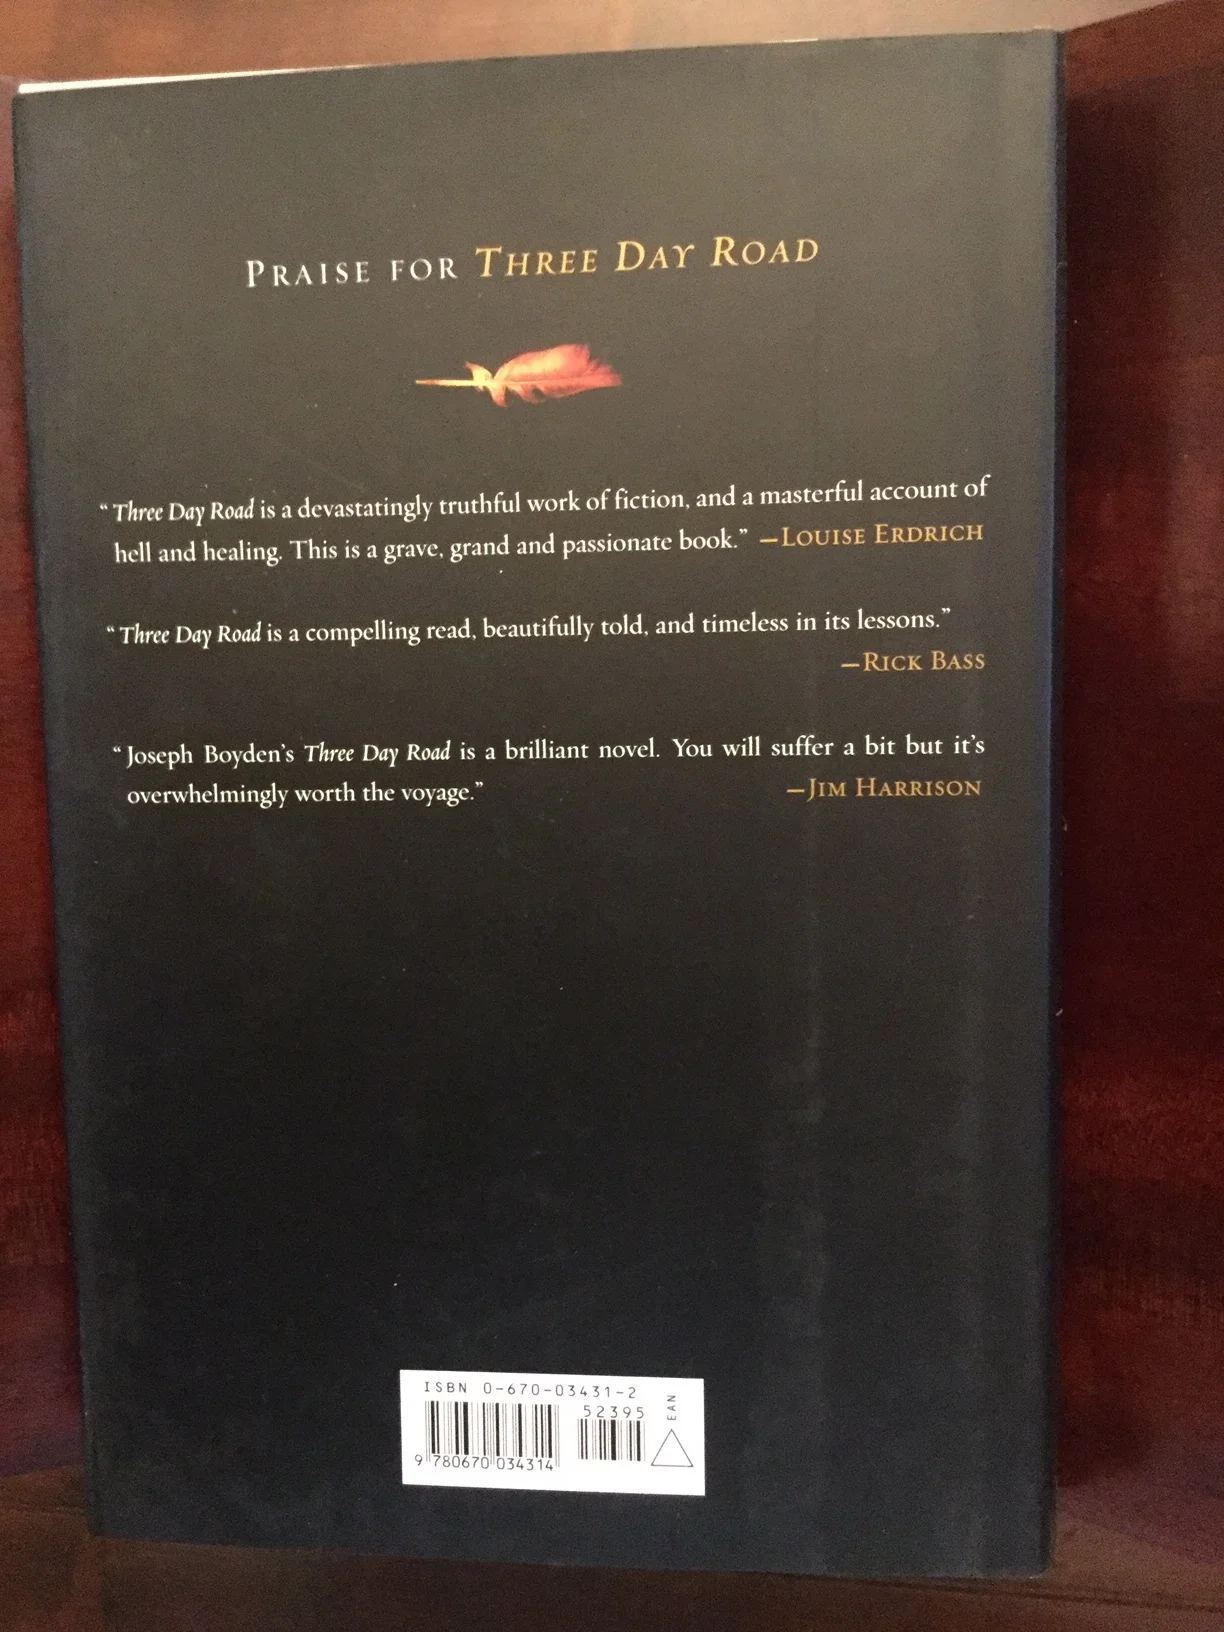 PRAISE FOR THREE DAY ROAD
“Three Day Road is a devastatingly truthful work of fiction, and a masterful account of
hell and healing. This is a grave, grand and passionate book.” —LOUISE ERDRICH
“Three Day Road is a compelling read, beautifully told, and timeless in its lessons.”
—RICK BASS
“Joseph Boyden's Three Day Road is a brilliant novel. You will suffer a bit but it's
overwhelmingly worth the voyage.” —JIM HARRISON
ISBN 0-670-03431-2
52395
EAN
9 780670 034314